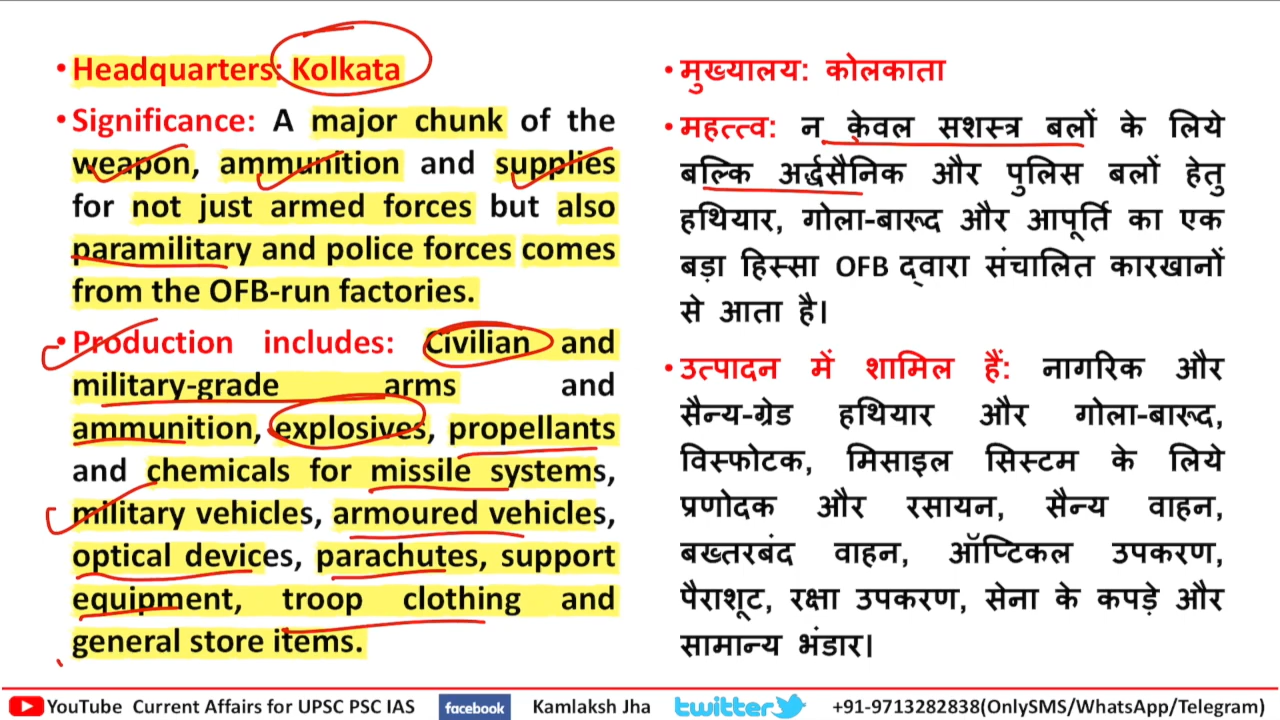 • Headquarters: Kolkata
• Significance: A major chunk of the
weapon, ammunition and supplies
for not just armed forces but also
paramilitary and police forces comes
from the OFB-run factories.
• Production includes: Civilian and
military-grade arms and
ammunition, explosives, propellants
and chemicals for missile systems,
military vehicles, armoured vehicles,
optical devices, parachutes, support
equipment, troop clothing and
general store items.
• मुख्यालय: कोलकाता
• महत्त्व: न केवल सशस्त्र बलों के लिये
बल्कि अर्द्धसैनिक और पुलिस बलों हेतु
हथियार, गोला-बारूद और आपूर्ति का एक
बड़ा हिस्सा OFB द्वारा संचालित कारखानों
से आता है।
• उत्पादन में शामिल हैं: नागरिक और
सैन्य-ग्रेड हथियार और गोला-बारूद,
विस्फोटक, मिसाइल सिस्टम के लिये
प्रणोदक और रसायन, सैन्य वाहन,
बख्तरबंद वाहन, ऑप्टिकल उपकरण,
पैराशूट, रक्षा उपकरण, सेना के कपड़े और
सामान्य भंडार।
YouTube Current Affairs for UPSC PSC IAS facebook Kamlaksh Jha twitter +91-9713282838(OnlySMS/WhatsApp/Telegram)